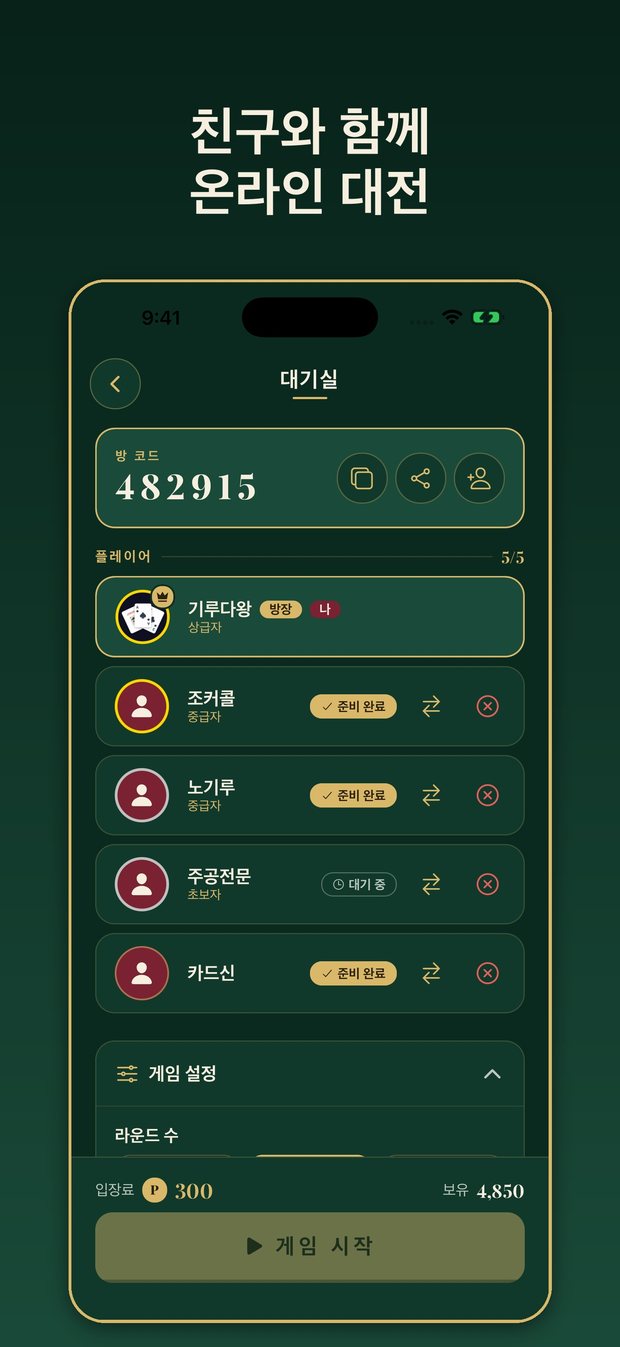 친구와 함께
온라인 대전
9:41
대기실
방 코드
482915
플레이어 5/5
기루다왕 방장 나
상급자
조커콜
중급자
준비 완료
노기루
중급자
준비 완료
주공전문
초보자
대기 중
카드신
준비 완료
게임 설정
라운드 수
입장료 P 300 보유 4,850
게임 시작